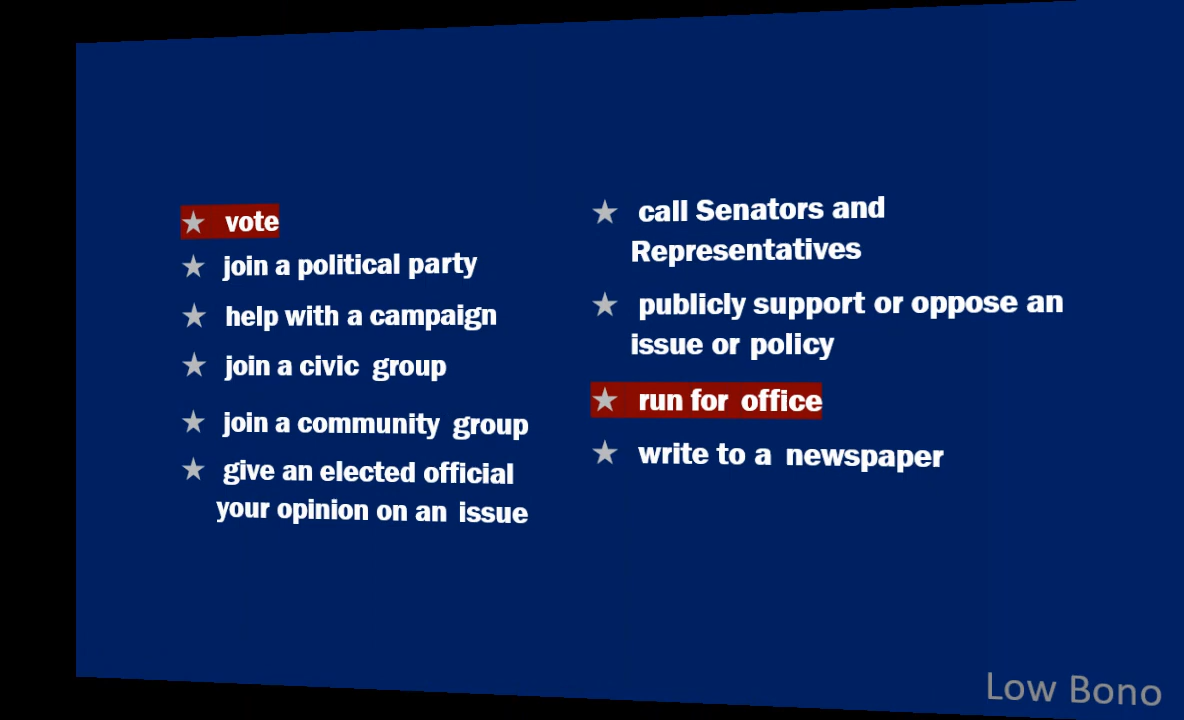 ★ vote
★ join a political party
★ help with a campaign
★ join a civic group
★ join a community group
★ give an elected official
your opinion on an issue
★ call Senators and
Representatives
★ publicly support or oppose an
issue or policy
★ run for office
★ write to a newspaper
Low Bono